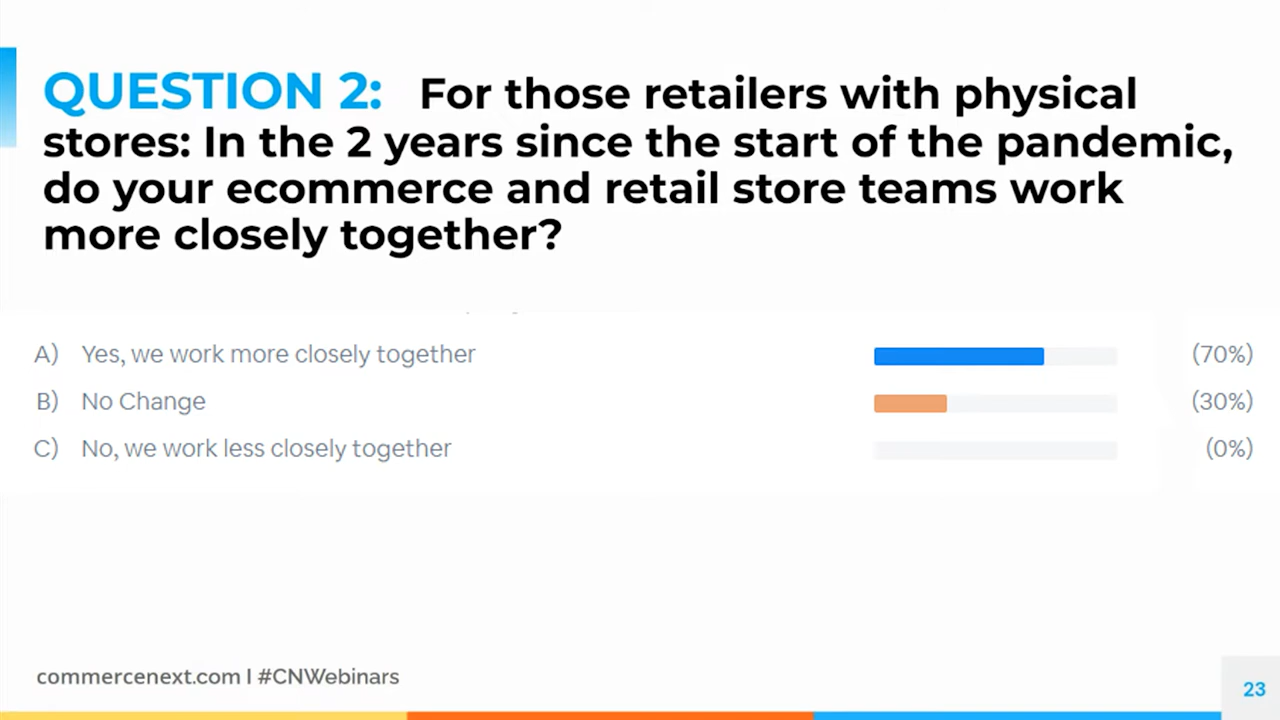 QUESTION 2: For those retailers with physical
stores: In the 2 years since the start of the pandemic,
do your ecommerce and retail store teams work
more closely together?
A) Yes, we work more closely together (70%)
B) No Change (30%)
C) No, we work less closely together (0%)
commercenext.com I #CNWebinars
23